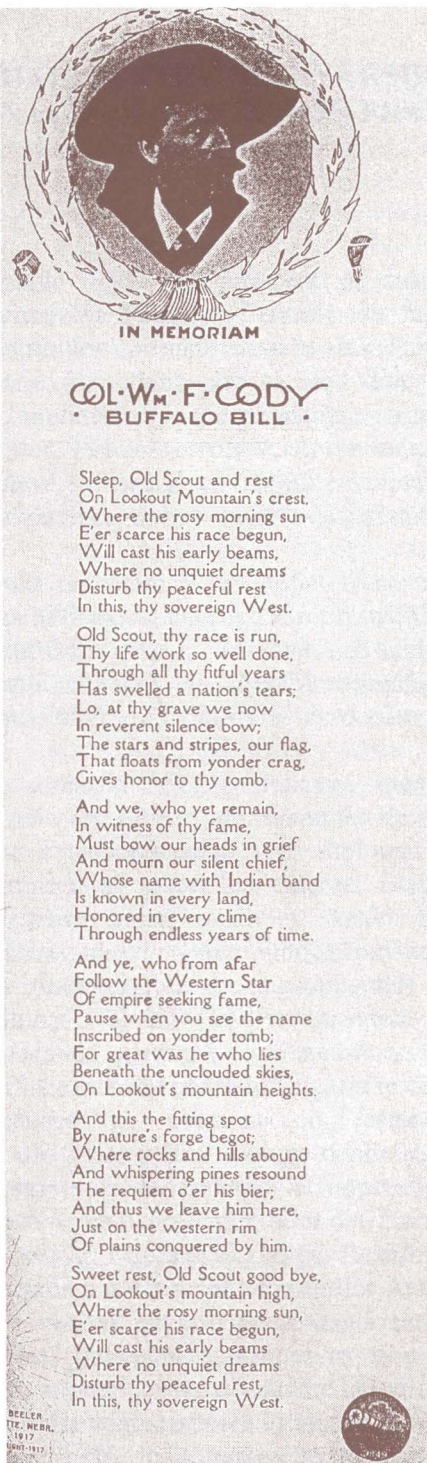 IN MEMORIAM
COL·WM·F·CODY
· BUFFALO BILL ·
Sleep, Old Scout and rest
On Lookout Mountain's crest,
Where the rosy morning sun
E'er scarce his race begun,
Will cast his early beams,
Where no unquiet dreams
Disturb thy peaceful rest
In this, thy sovereign West.
Old Scout, thy race is run,
Thy life work so well done,
Through all thy fitful years
Has swelled a nation's tears;
Lo, at thy grave we now
In reverent silence bow;
The stars and stripes, our flag,
That floats from yonder crag,
Gives honor to thy tomb.
And we, who yet remain,
In witness of thy fame,
Must bow our heads in grief
And mourn our silent chief,
Whose name with Indian band
Is known in every land,
Honored in every clime
Through endless years of time.
And ye, who from afar
Follow the Western Star
Of empire seeking fame,
Pause when you see the name
Inscribed on yonder tomb;
For great was he who lies
Beneath the unclouded skies,
On Lookout's mountain heights.
And this the fitting spot
By nature's forge begot;
Where rocks and hills abound
And whispering pines resound
The requiem o'er his bier;
And thus we leave him here,
Just on the western rim
Of plains conquered by him.
Sweet rest, Old Scout good bye,
On Lookout's mountain high,
Where the rosy morning sun,
E'er scarce his race begun,
Will cast his early beams
Where no unquiet dreams
Disturb thy peaceful rest,
In this, thy sovereign West.
BEELER
TTE, NEBR.
1917
IGHT-1917